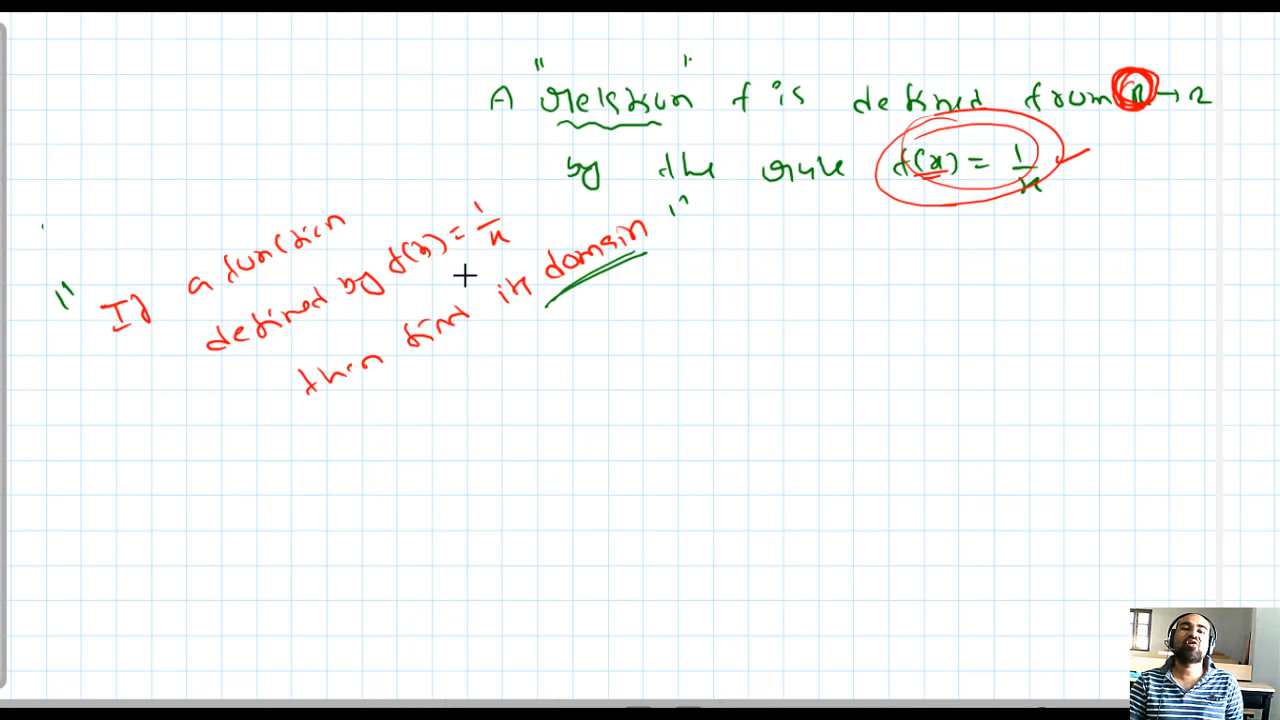 A "relation" f is defined from R → R
by the rule f(x) = 1/x
" If a function
defined by f(x) = 1/x
then find its domain "